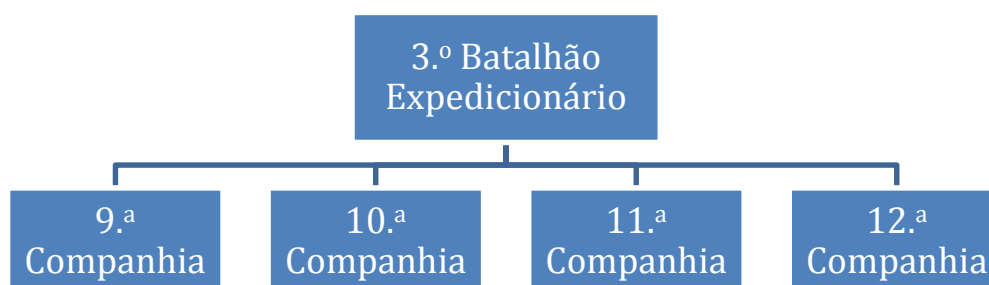 3.º Batalhão
Expedicionário
9.ª
Companhia
10.ª
Companhia
11.ª
Companhia
12.ª
Companhia